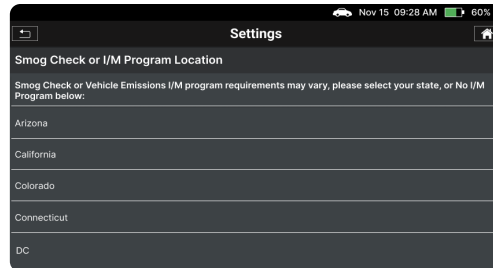 Nov 15 09:28 AM 60%
Settings
Smog Check or I/M Program Location
Smog Check or Vehicle Emissions I/M program requirements may vary, please select your state, or No I/M
Program below:
Arizona
California
Colorado
Connecticut
DC